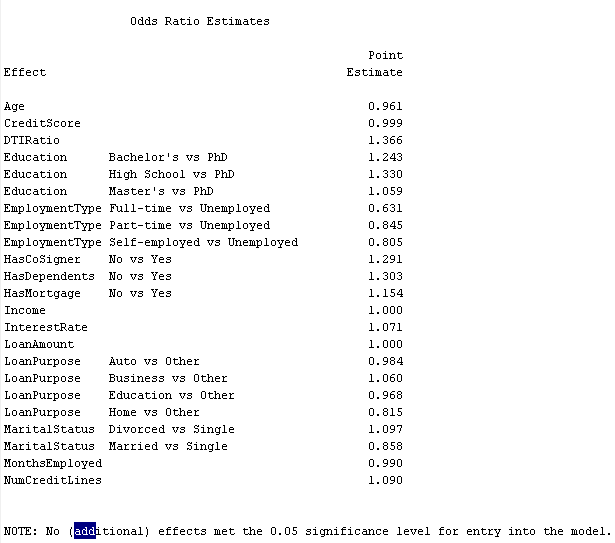 Odds Ratio Estimates
Point
Effect Estimate
Age 0.961
CreditScore 0.999
DTIRatio 1.366
Education Bachelor's vs PhD 1.243
Education High School vs PhD 1.330
Education Master's vs PhD 1.059
EmploymentType Full-time vs Unemployed 0.631
EmploymentType Part-time vs Unemployed 0.845
EmploymentType Self-employed vs Unemployed 0.805
HasCoSigner No vs Yes 1.291
HasDependents No vs Yes 1.303
HasMortgage No vs Yes 1.154
Income 1.000
InterestRate 1.071
LoanAmount 1.000
LoanPurpose Auto vs Other 0.984
LoanPurpose Business vs Other 1.060
LoanPurpose Education vs Other 0.968
LoanPurpose Home vs Other 0.815
MaritalStatus Divorced vs Single 1.097
MaritalStatus Married vs Single 0.858
MonthsEmployed 0.990
NumCreditLines 1.090
NOTE: No (additional) effects met the 0.05 significance level for entry into the model.